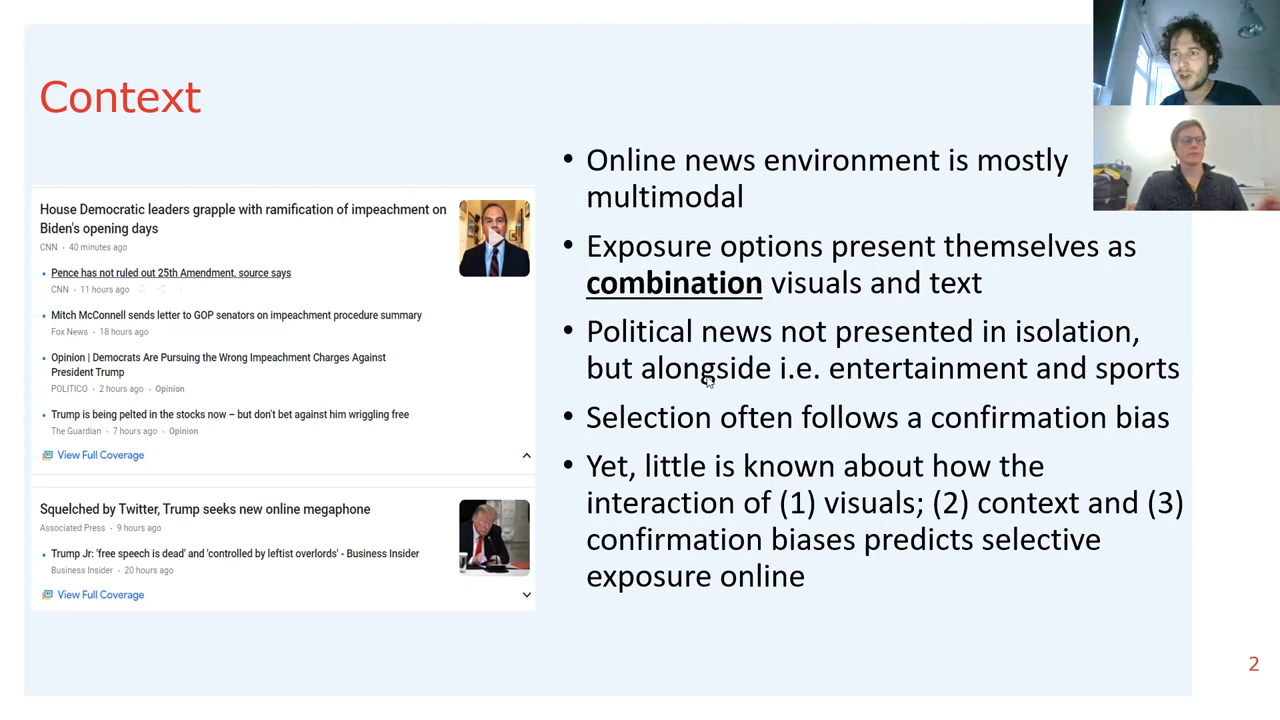 Context
House Democratic leaders grapple with ramification of impeachment on
Biden's opening days
CNN • 40 minutes ago
• Pence has not ruled out 25th Amendment, source says
CNN • 11 hours ago
• Mitch McConnell sends letter to GOP senators on impeachment procedure summary
Fox News • 18 hours ago
• Opinion | Democrats Are Pursuing the Wrong Impeachment Charges Against
President Trump
POLITICO • 2 hours ago • Opinion
• Trump is being pelted in the stocks now – but don't bet against him wriggling free
The Guardian • 7 hours ago • Opinion
View Full Coverage
Squelched by Twitter, Trump seeks new online megaphone
Associated Press • 9 hours ago
• Trump Jr: 'free speech is dead' and 'controlled by leftist overlords' - Business Insider
Business Insider • 20 hours ago
View Full Coverage
• Online news environment is mostly
multimodal
• Exposure options present themselves as
combination visuals and text
• Political news not presented in isolation,
but alongside i.e. entertainment and sports
• Selection often follows a confirmation bias
• Yet, little is known about how the
interaction of (1) visuals; (2) context and (3)
confirmation biases predicts selective
exposure online
2